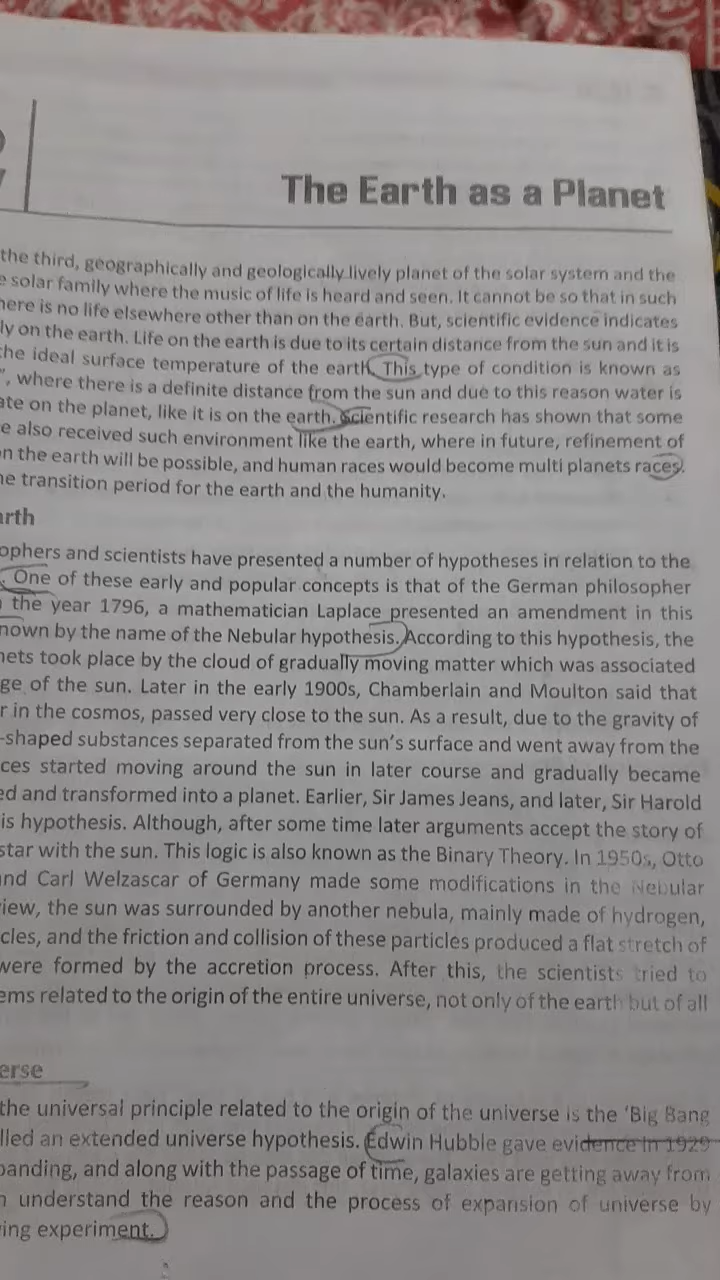 The Earth as a Planet
the third, geographically and geologically lively planet of the solar system and the
solar family where the music of life is heard and seen. It cannot be so that in such
here is no life elsewhere other than on the earth. But, scientific evidence indicates
ly on the earth. Life on the earth is due to its certain distance from the sun and it is
the ideal surface temperature of the earth. This type of condition is known as
", where there is a definite distance from the sun and due to this reason water is
ate on the planet, like it is on the earth. Scientific research has shown that some
e also received such environment like the earth, where in future, refinement of
n the earth will be possible, and human races would become multi planets races.
he transition period for the earth and the humanity.
arth
ophers and scientists have presented a number of hypotheses in relation to the
. One of these early and popular concepts is that of the German philosopher
the year 1796, a mathematician Laplace presented an amendment in this
nown by the name of the Nebular hypothesis. According to this hypothesis, the
nets took place by the cloud of gradually moving matter which was associated
ge of the sun. Later in the early 1900s, Chamberlain and Moulton said that
r in the cosmos, passed very close to the sun. As a result, due to the gravity of
-shaped substances separated from the sun's surface and went away from the
ces started moving around the sun in later course and gradually became
ed and transformed into a planet. Earlier, Sir James Jeans, and later, Sir Harold
is hypothesis. Although, after some time later arguments accept the story of
star with the sun. This logic is also known as the Binary Theory. In 1950s, Otto
and Carl Welzascar of Germany made some modifications in the Nebular
iew, the sun was surrounded by another nebula, mainly made of hydrogen,
cles, and the friction and collision of these particles produced a flat stretch of
were formed by the accretion process. After this, the scientists tried to
ems related to the origin of the entire universe, not only of the earth but of all
erse
the universal principle related to the origin of the universe is the 'Big Bang
lled an extended universe hypothesis. Edwin Hubble gave evidence in 1929
panding, and along with the passage of time, galaxies are getting away from
n understand the reason and the process of expansion of universe by
ing experiment.